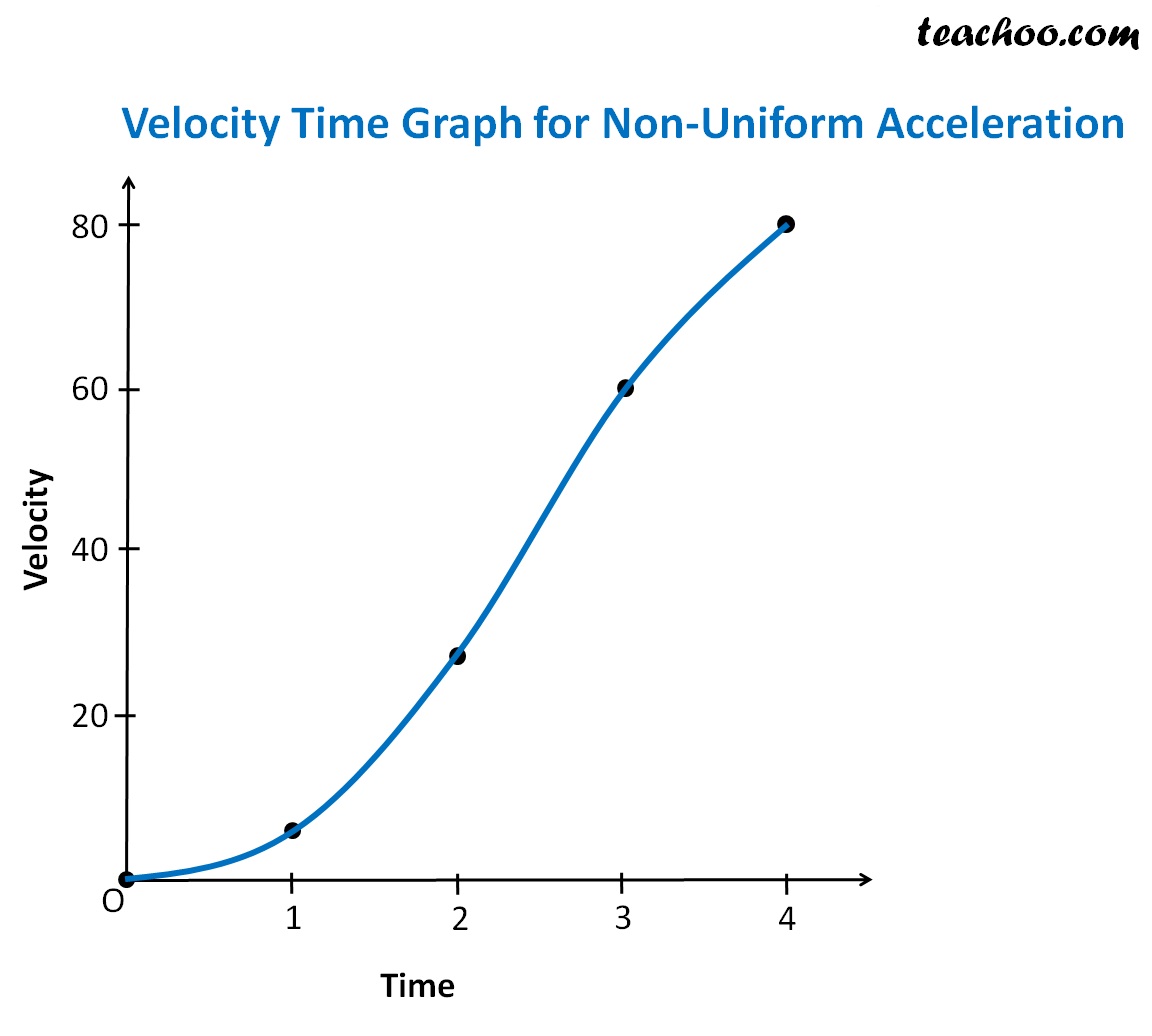 teachoo.com
Velocity Time Graph for Non-Uniform Acceleration
80
60
40
20
Velocity
O
1 2 3 4
Time